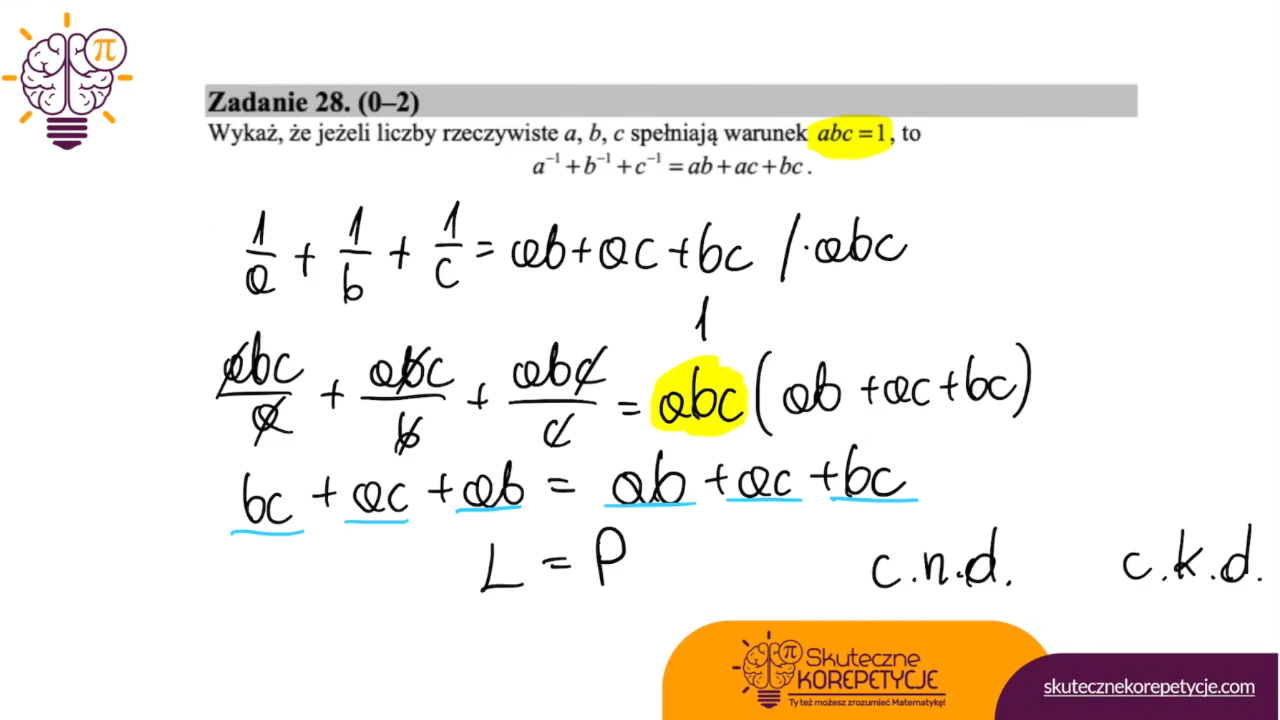 π
Zadanie 28. (0–2)
Wykaż, że jeżeli liczby rzeczywiste a, b, c spełniają warunek abc = 1, to
a⁻¹ + b⁻¹ + c⁻¹ = ab + ac + bc.
1/a + 1/b + 1/c = ab + ac + bc /·abc
1
abc/a + abc/b + abc/c = abc(ab + ac + bc)
bc + ac + ab = ab + ac + bc
L = P c.n.d. c.k.d.
π
Skuteczne
KOREPETYCJE
Ty też możesz zrozumieć Matematykę!
skutecznekorepetycje.com